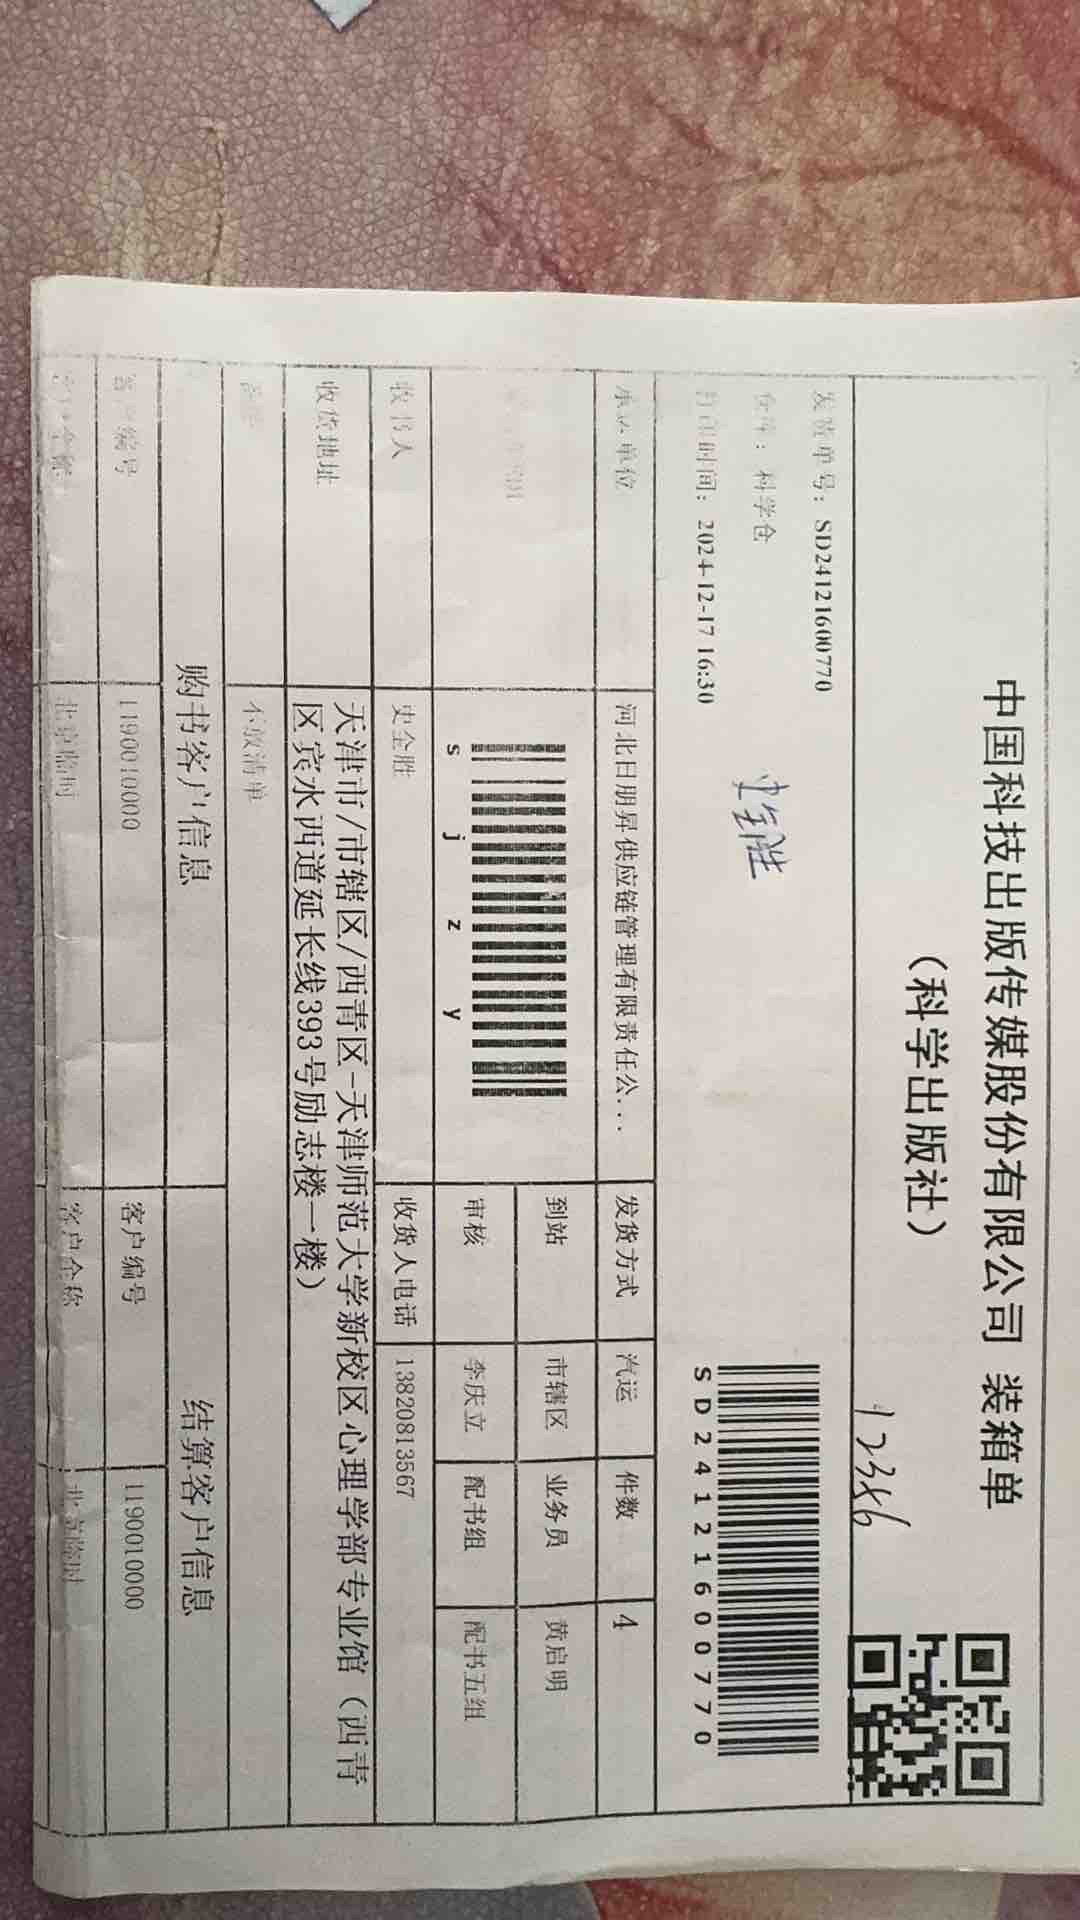 中国科技出版传媒股份有限公司 装箱单
（科学出版社）
发货单号: SD2412160770
仓库: 科学仓
打印时间: 2024-12-17 16:30
史全胜
SD2412160770
承运单位 河北日朋昇供应链管理有限责任公... 发货方式 汽运 件数 4
sjzy
到站 市辖区 业务员 黄启明
审核 李庆立 配书组 配书五组
收书人 史全胜 收货人电话 13820813567
收货地址 天津市/市辖区/西青区-天津师范大学新校区心理学部专业馆（西青
区宾水西道延长线393号励志楼一楼）
备注 不放清单
购书客户信息 结算客户信息
客户编号 1190010000 客户编号 1190010000
客户全称 北京临时 客户全称 北京临时